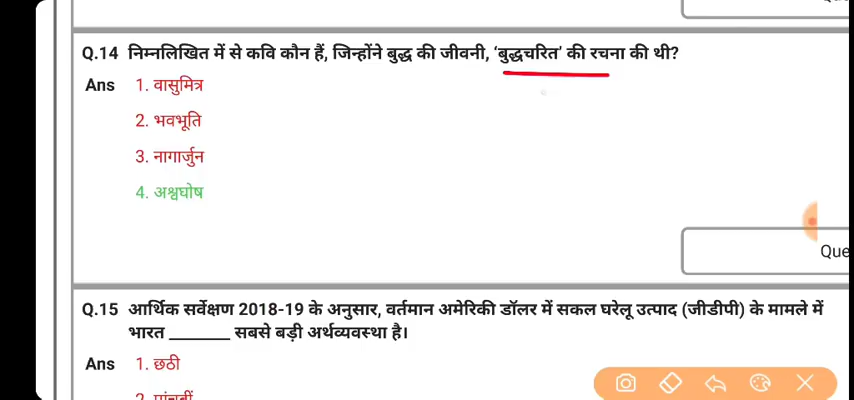 Q.14 निम्नलिखित में से कवि कौन हैं, जिन्होंने बुद्ध की जीवनी, ‘बुद्धचरित’ की रचना की थी?
Ans 1. वासुमित्र
2. भवभूति
3. नागार्जुन
4. अश्वघोष
Que
Q.15 आर्थिक सर्वेक्षण 2018-19 के अनुसार, वर्तमान अमेरिकी डॉलर में सकल घरेलू उत्पाद (जीडीपी) के मामले में
भारत ________ सबसे बड़ी अर्थव्यवस्था है।
Ans 1. छठी
2. पांचवीं